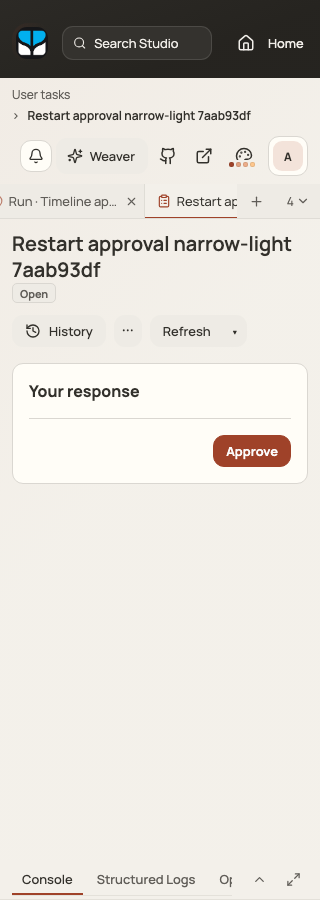 Search Studio
Home
User tasks
Restart approval narrow-light 7aab93df
Weaver
A
Run · Timeline ap...
Restart ap
4
Restart approval narrow-light
7aab93df
Open
History
Refresh
Your response
Approve
Console
Structured Logs
Op